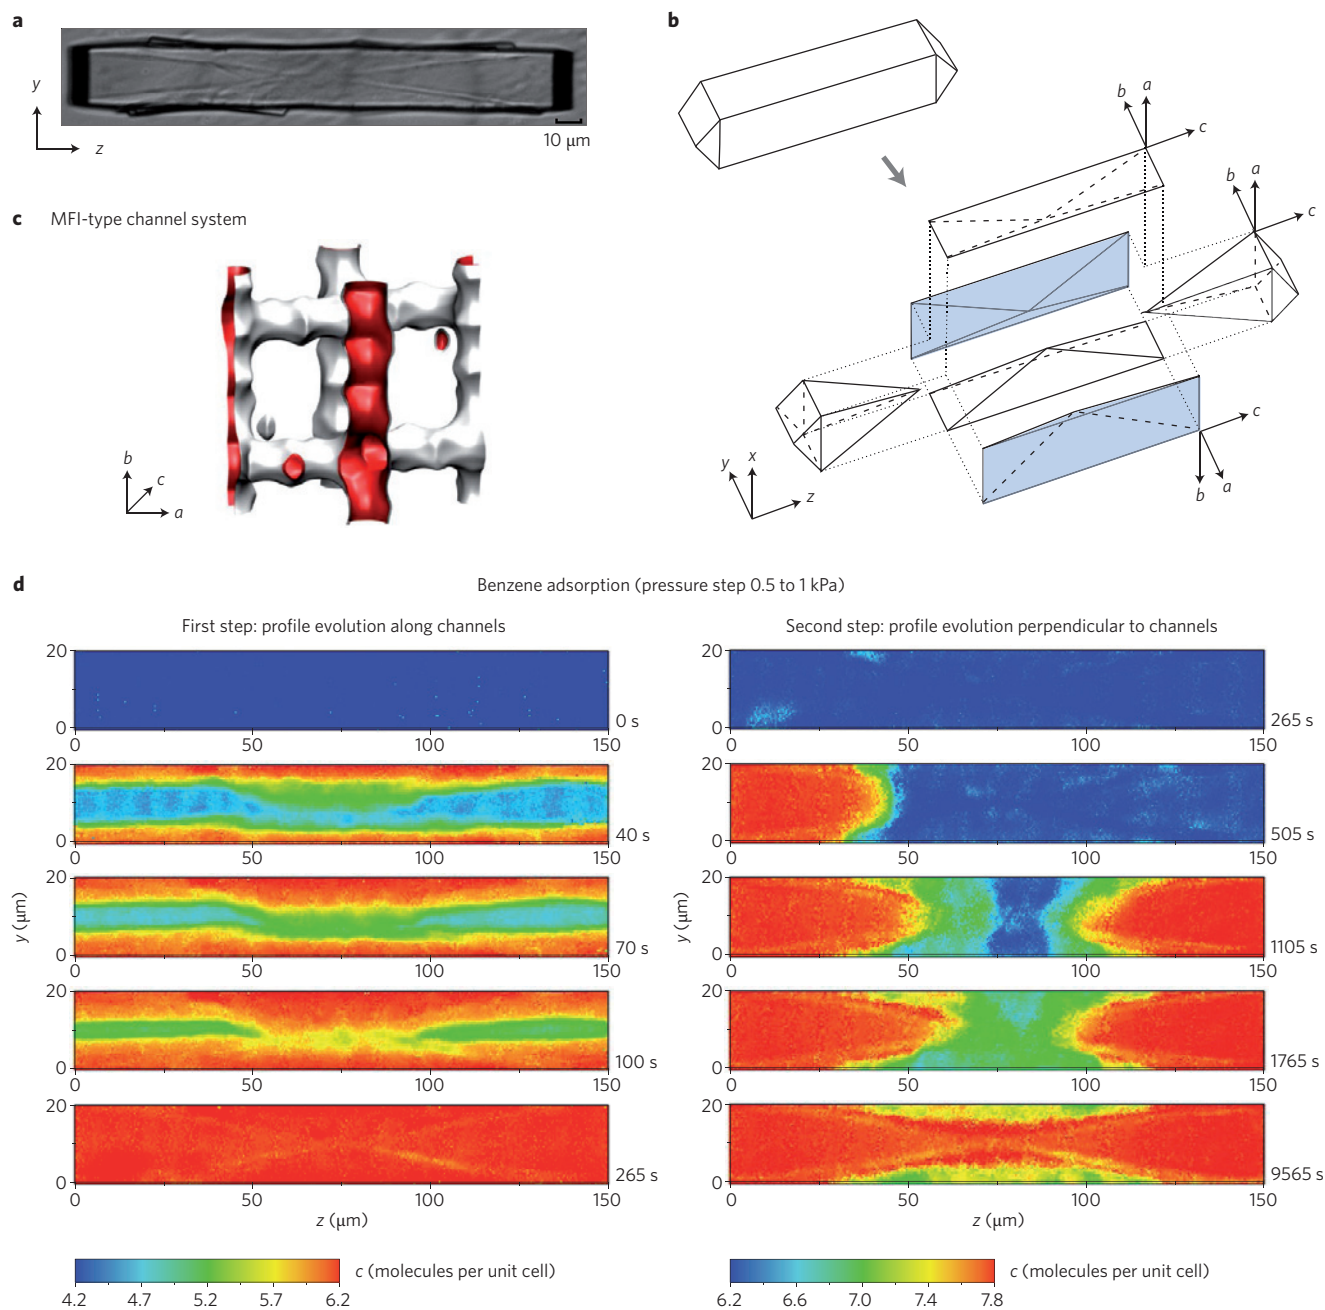 a
y
z
10 μm
b
a
b
c
a
b
c
c
b
a
y
x
z
c MFI-type channel system
b
c
a
d
Benzene adsorption (pressure step 0.5 to 1 kPa)
First step: profile evolution along channels
20
0
0 s
0 50 100 150
20
0
40 s
0 50 100 150
20
0
70 s
0 50 100 150
20
0
100 s
0 50 100 150
20
0
265 s
0 50 100 150
y (μm)
z (μm)
c (molecules per unit cell)
4.2 4.7 5.2 5.7 6.2
Second step: profile evolution perpendicular to channels
20
0
265 s
0 50 100 150
20
0
505 s
0 50 100 150
20
0
1105 s
0 50 100 150
20
0
1765 s
0 50 100 150
20
0
9565 s
0 50 100 150
y (μm)
z (μm)
c (molecules per unit cell)
6.2 6.6 7.0 7.4 7.8